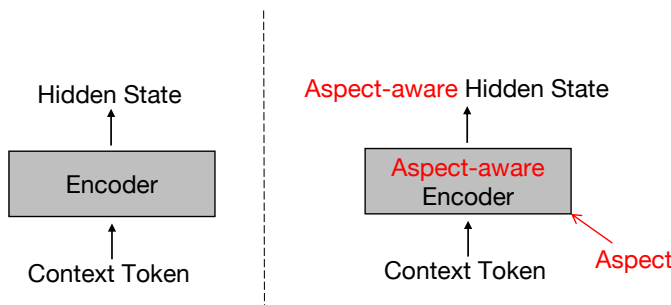 Hidden State
Encoder
Context Token
Aspect-aware Hidden State
Aspect-aware
Encoder
Context Token
Aspect